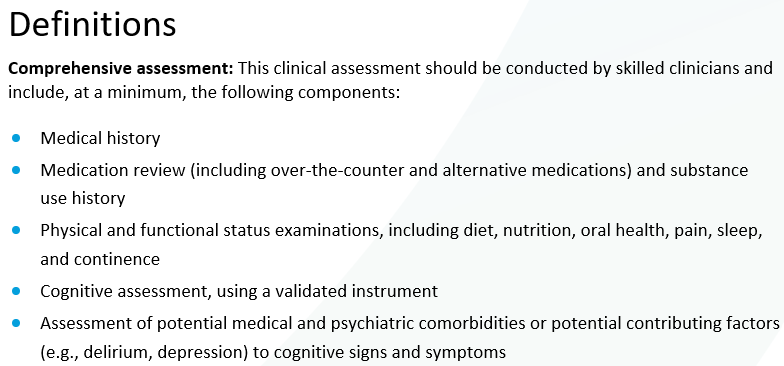 Definitions
Comprehensive assessment: This clinical assessment should be conducted by skilled clinicians and
include, at a minimum, the following components:
• Medical history
• Medication review (including over-the-counter and alternative medications) and substance
use history
• Physical and functional status examinations, including diet, nutrition, oral health, pain, sleep,
and continence
• Cognitive assessment, using a validated instrument
• Assessment of potential medical and psychiatric comorbidities or potential contributing factors
(e.g., delirium, depression) to cognitive signs and symptoms